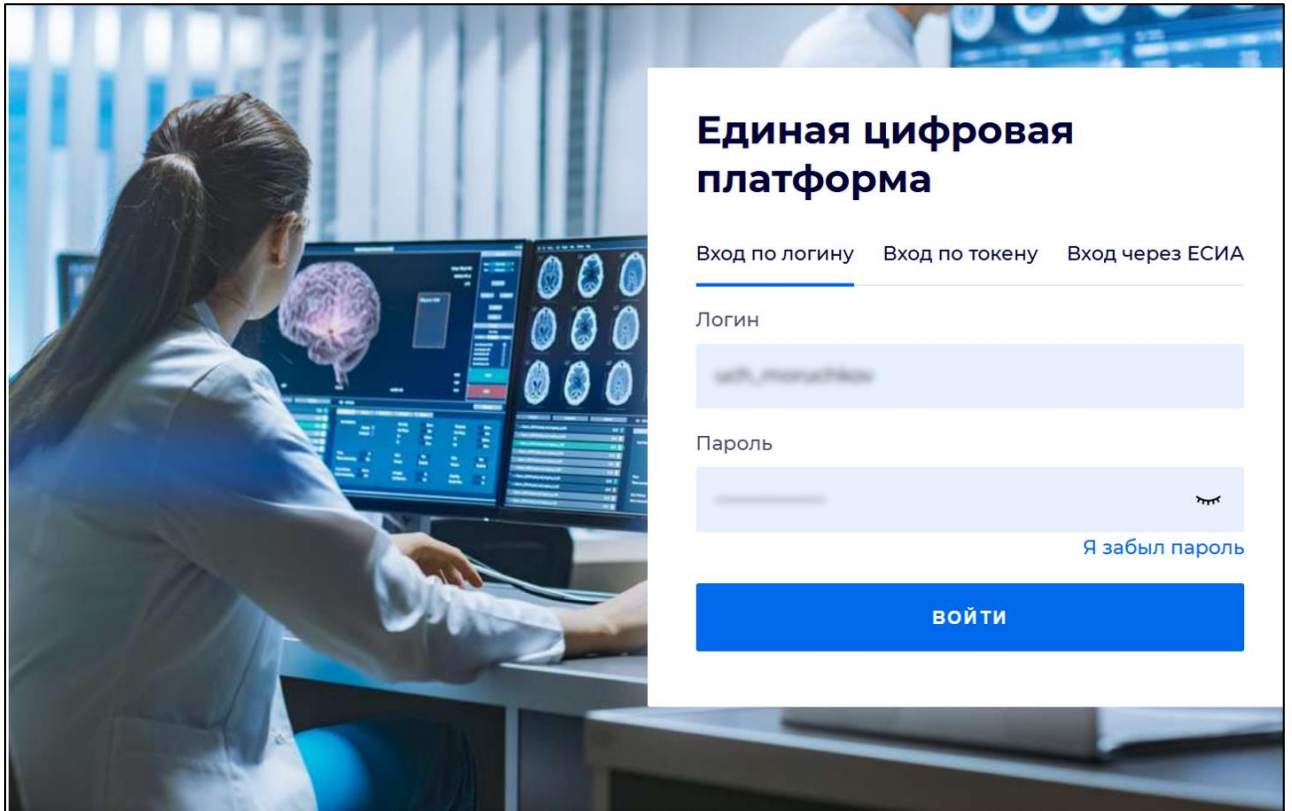 Единая цифровая
платформа
Вход по логину Вход по токену Вход через ЕСИА
Логин
Пароль
Я забыл пароль
ВОЙТИ